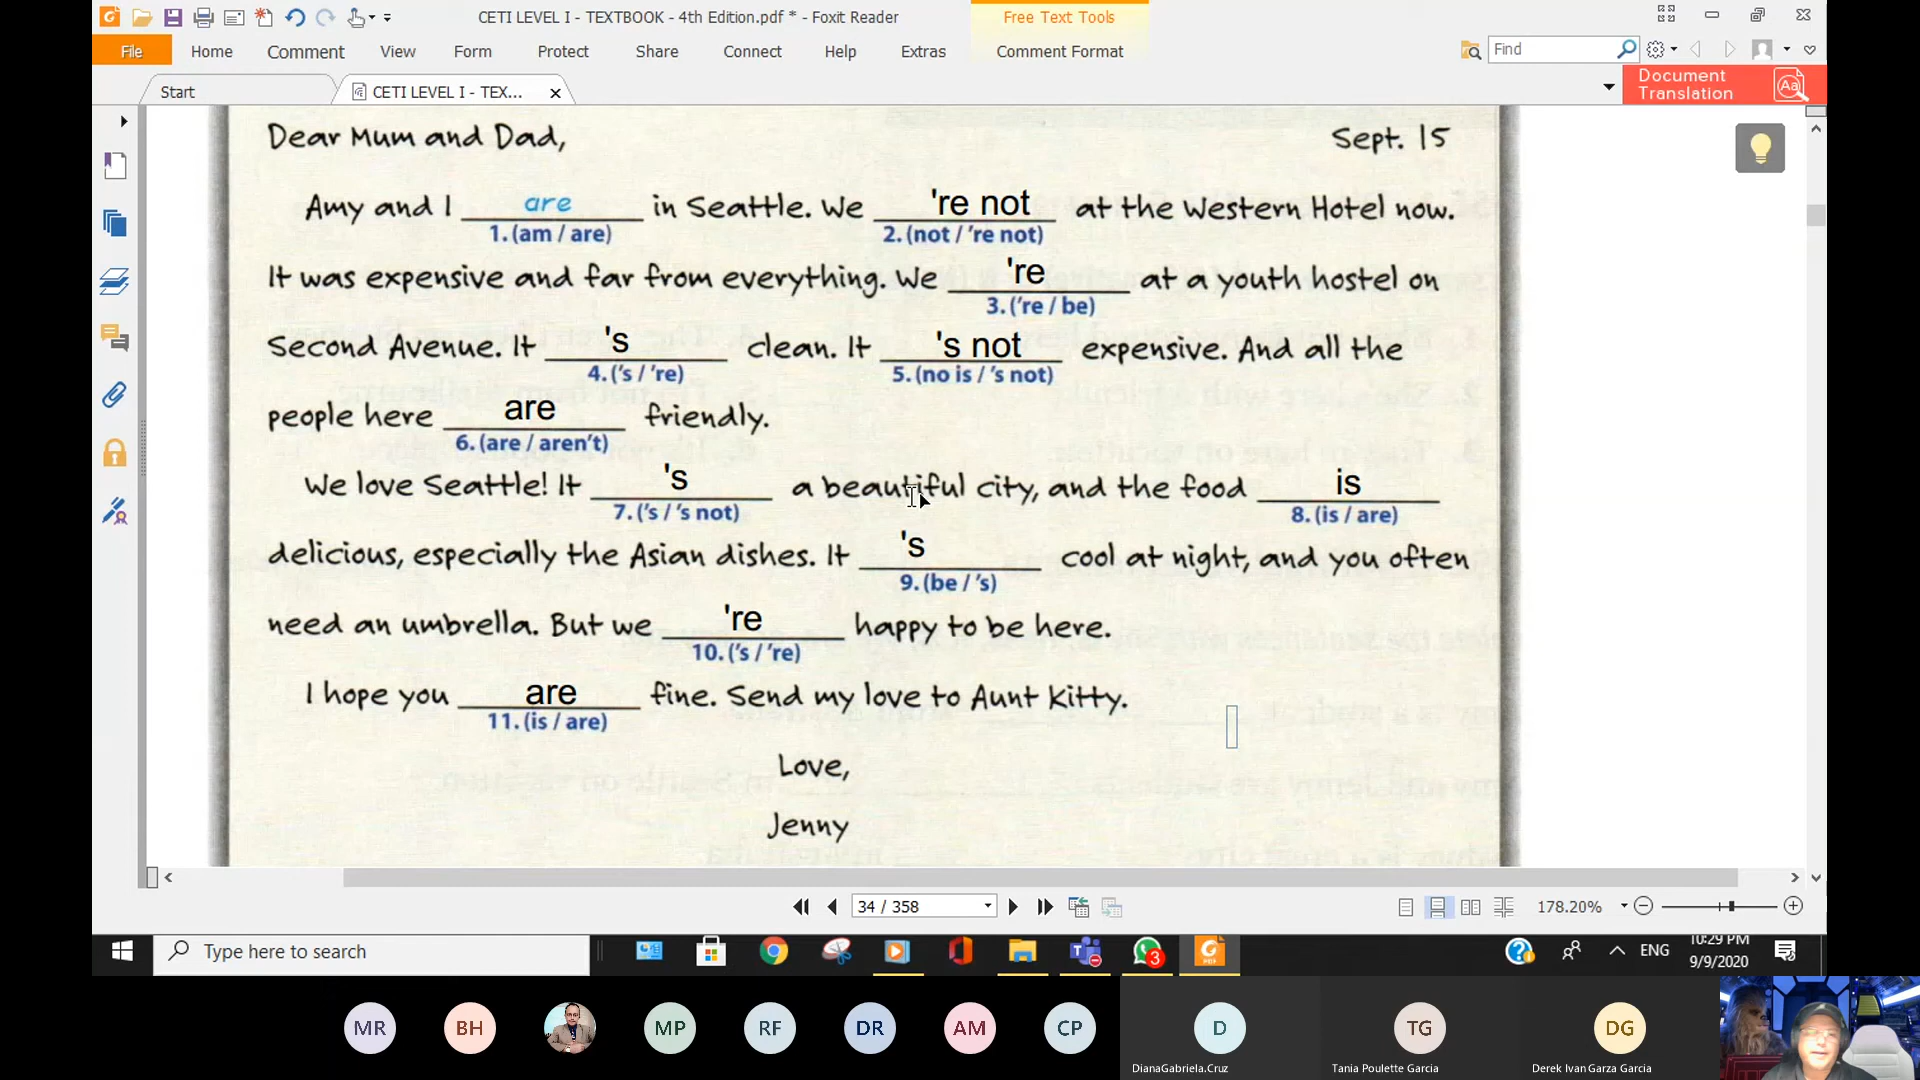 CETI LEVEL I - TEXTBOOK - 4th Edition.pdf * - Foxit Reader
Free Text Tools
File Home Comment View Form Protect Share Connect Help Extras Comment Format Find
Start CETI LEVEL I - TEX... Document Translation
Dear Mum and Dad, Sept. 15
Amy and I are in Seattle. We 're not at the Western Hotel now.
1. (am / are) 2. (not / 're not)
It was expensive and far from everything. We 're at a youth hostel on
3. ('re / be)
Second Avenue. It 's clean. It 's not expensive. And all the
4. ('s / 're) 5. (no is / 's not)
people here are friendly.
6. (are / aren't)
We love Seattle! It 's a beautiful city, and the food is
7. ('s / 's not) 8. (is / are)
delicious, especially the Asian dishes. It 's cool at night, and you often
9. (be / 's)
need an umbrella. But we 're happy to be here.
10. ('s / 're)
I hope you are fine. Send my love to Aunt Kitty.
11. (is / are)
Love,
Jenny
34 / 358 178.20%
Type here to search 3 ENG 10:29 PM
9/9/2020
MR BH MP RF DR AM CP D TG DG
DianaGabriela.Cruz Tania Poulette Garcia Derek Ivan Garza Garcia